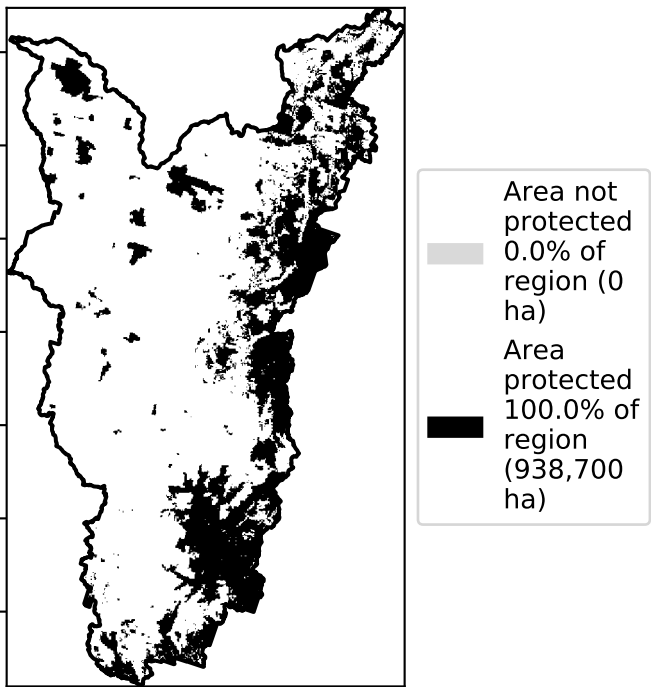 Area not
protected
0.0% of
region (0
ha)
Area
protected
100.0% of
region
(938,700
ha)